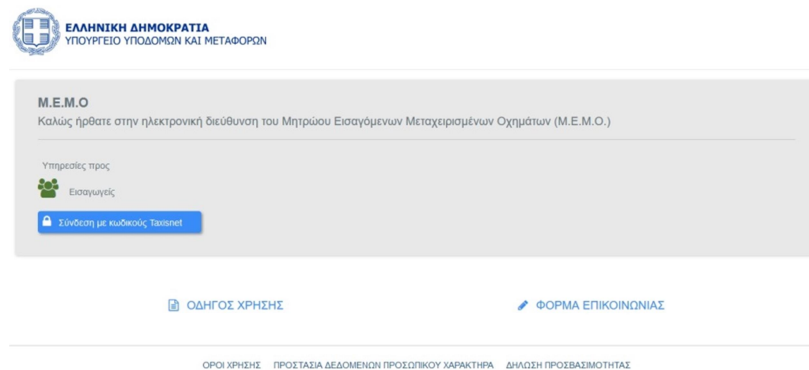 ΕΛΛΗΝΙΚΗ ΔΗΜΟΚΡΑΤΙΑ
ΥΠΟΥΡΓΕΙΟ ΥΠΟΔΟΜΩΝ ΚΑΙ ΜΕΤΑΦΟΡΩΝ
Μ.Ε.Μ.Ο
Καλώς ήρθατε στην ηλεκτρονική διεύθυνση του Μητρώου Εισαγόμενων Μεταχειρισμένων Οχημάτων (Μ.Ε.Μ.Ο.)
Υπηρεσίες προς
Εισαγωγείς
Σύνδεση με κωδικούς Taxisnet
ΟΔΗΓΟΣ ΧΡΗΣΗΣ
ΦΟΡΜΑ ΕΠΙΚΟΙΝΩΝΙΑΣ
ΟΡΟΙ ΧΡΗΣΗΣ ΠΡΟΣΤΑΣΙΑ ΔΕΔΟΜΕΝΩΝ ΠΡΟΣΩΠΙΚΟΥ ΧΑΡΑΚΤΗΡΑ ΔΗΛΩΣΗ ΠΡΟΣΒΑΣΙΜΟΤΗΤΑΣ